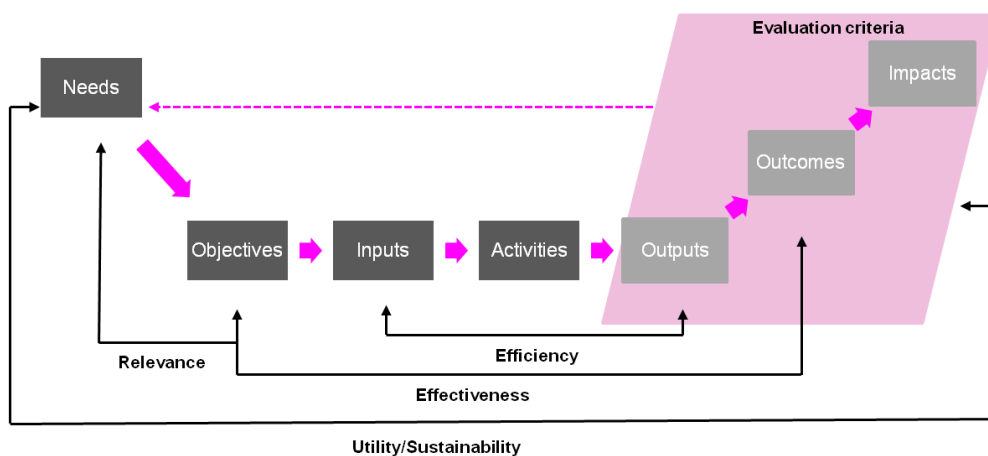 Evaluation criteria
Impacts
Needs
Outcomes
Objectives
Inputs
Activities
Outputs
Relevance
Efficiency
Effectiveness
Utility/Sustainability